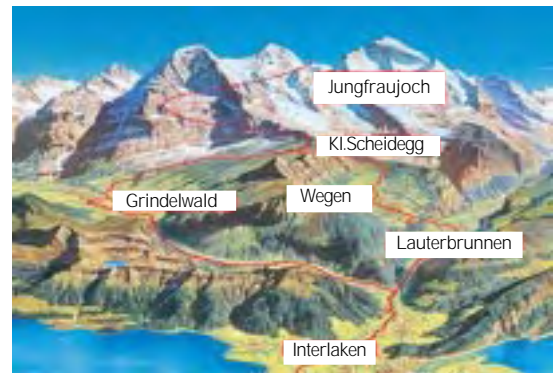 Jungfraujoch
Kl.Scheidegg
Grindelwald
Wegen
Lauterbrunnen
Interlaken